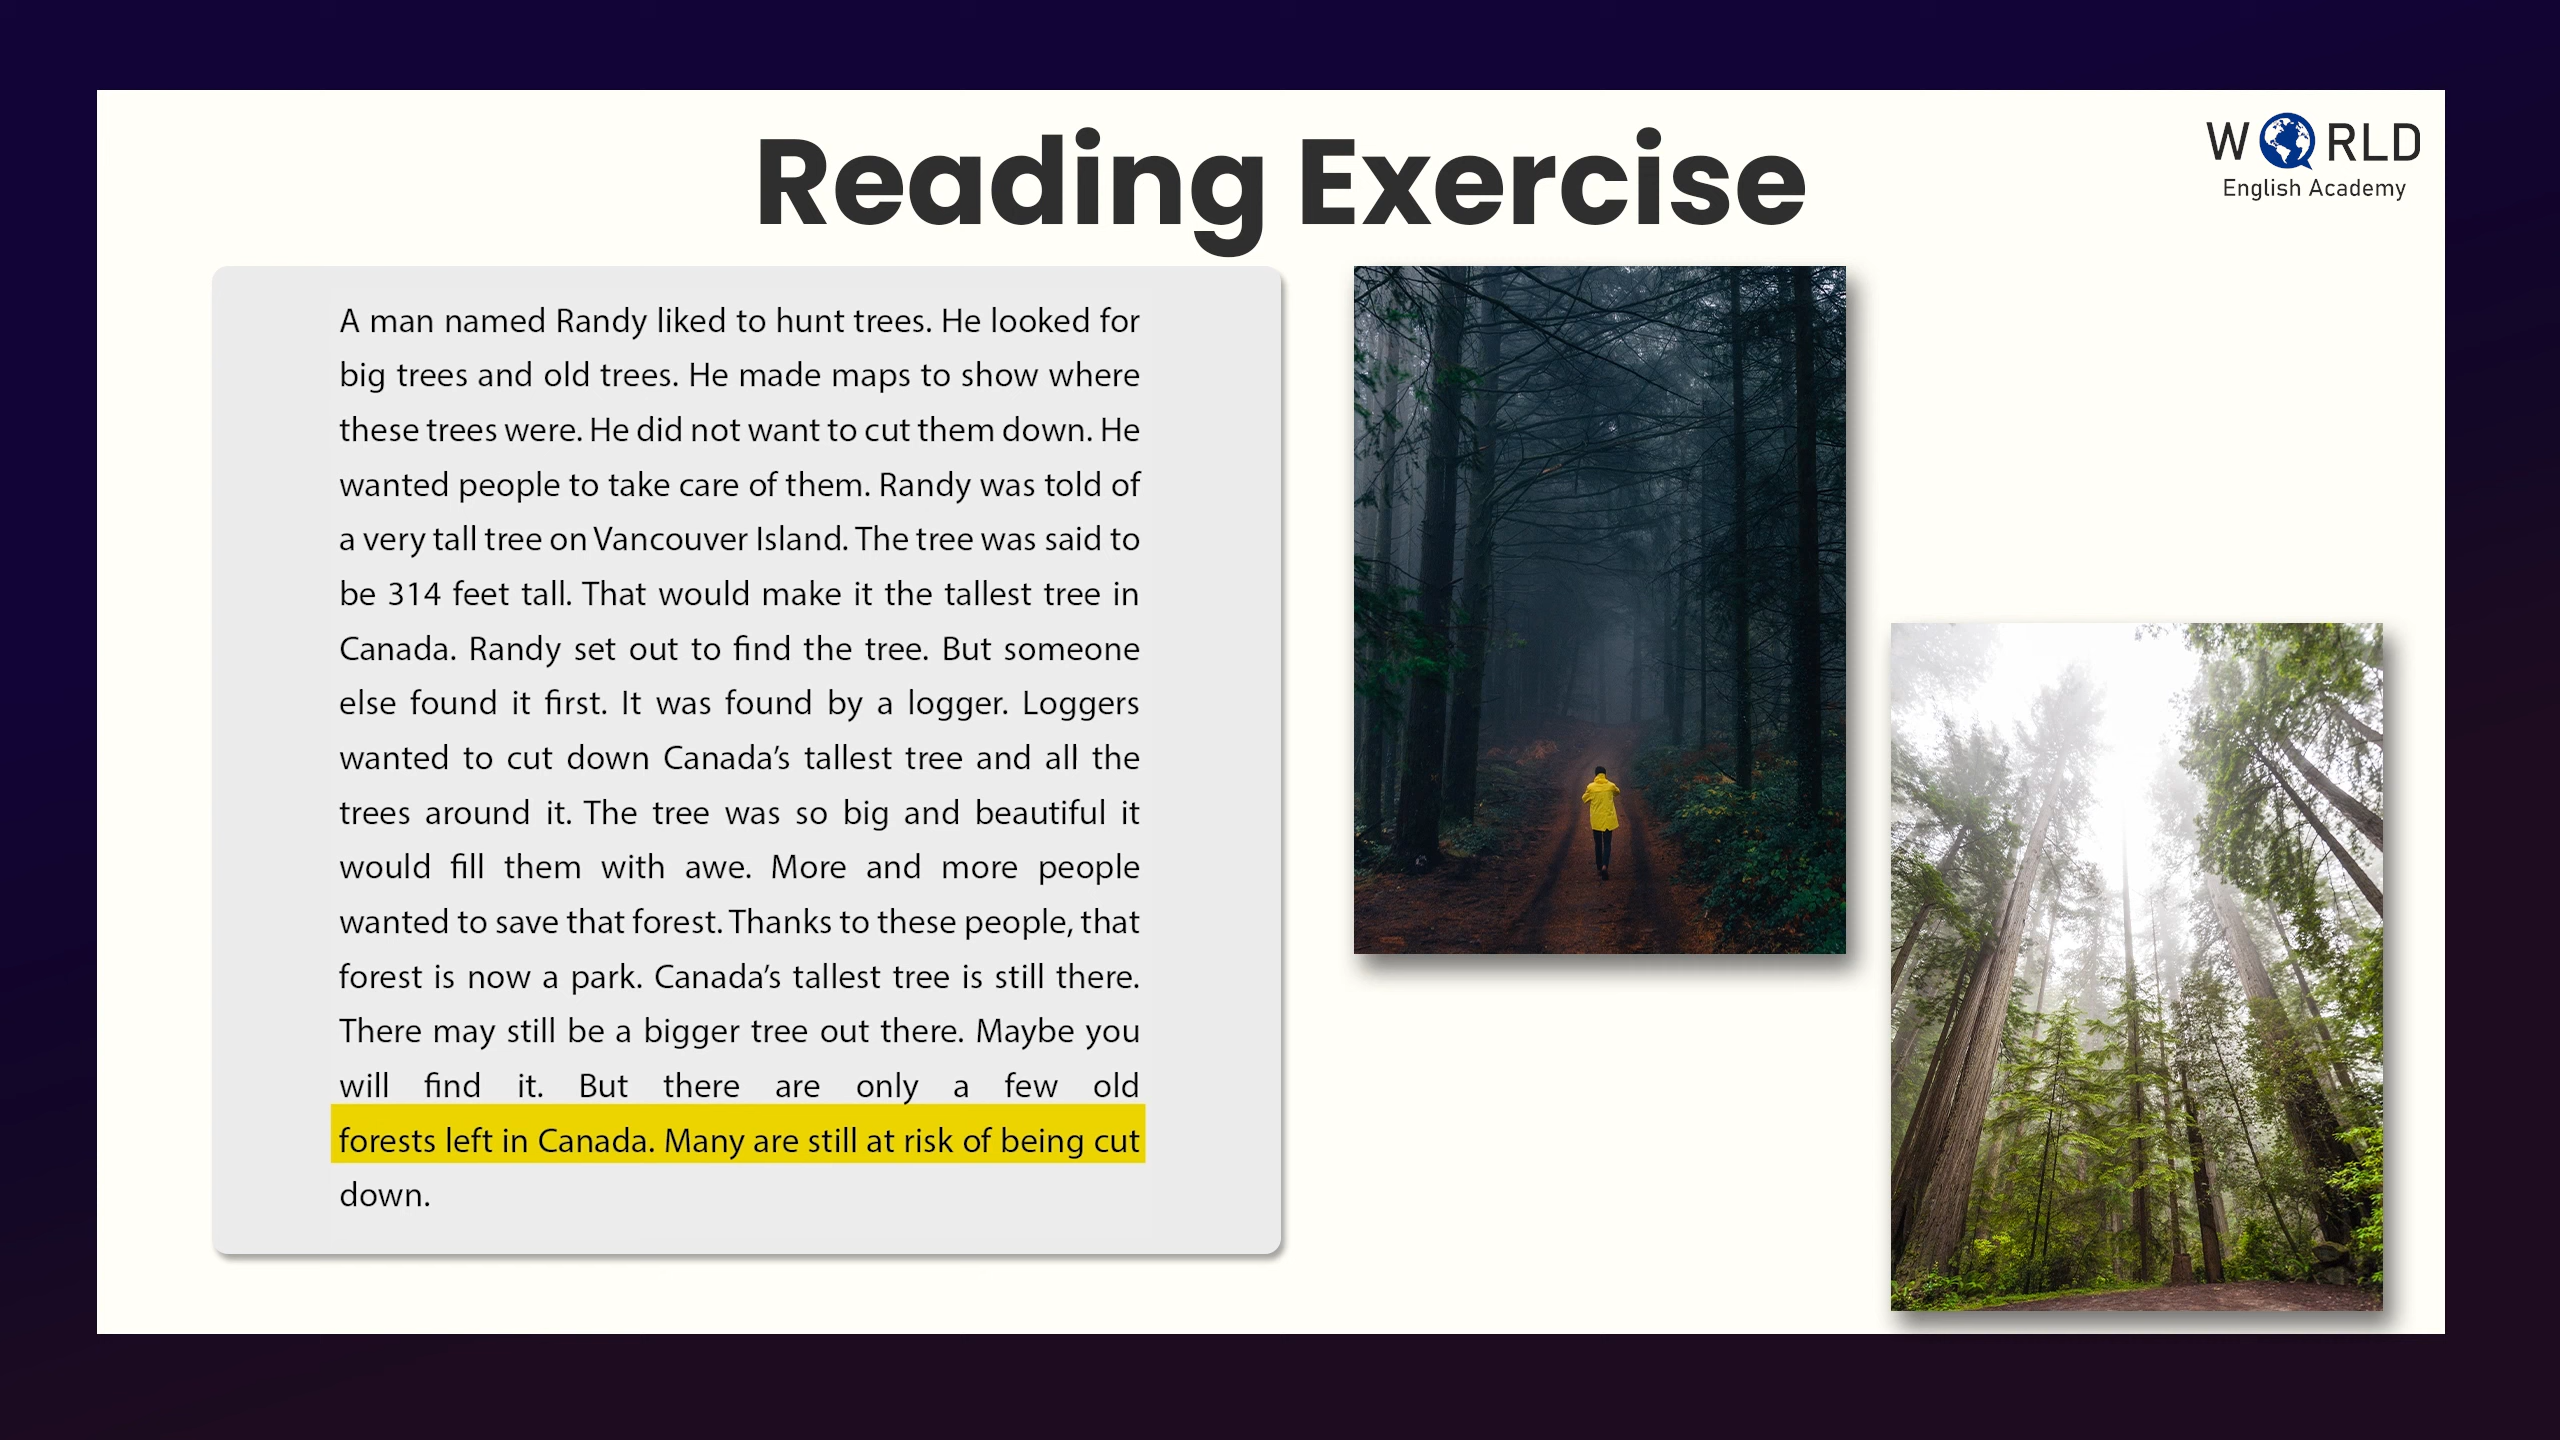 Reading Exercise
WORLD
English Academy
A man named Randy liked to hunt trees. He looked for
big trees and old trees. He made maps to show where
these trees were. He did not want to cut them down. He
wanted people to take care of them. Randy was told of
a very tall tree on Vancouver Island. The tree was said to
be 314 feet tall. That would make it the tallest tree in
Canada. Randy set out to find the tree. But someone
else found it first. It was found by a logger. Loggers
wanted to cut down Canada’s tallest tree and all the
trees around it. The tree was so big and beautiful it
would fill them with awe. More and more people
wanted to save that forest. Thanks to these people, that
forest is now a park. Canada’s tallest tree is still there.
There may still be a bigger tree out there. Maybe you
will find it. But there are only a few old
forests left in Canada. Many are still at risk of being cut
down.